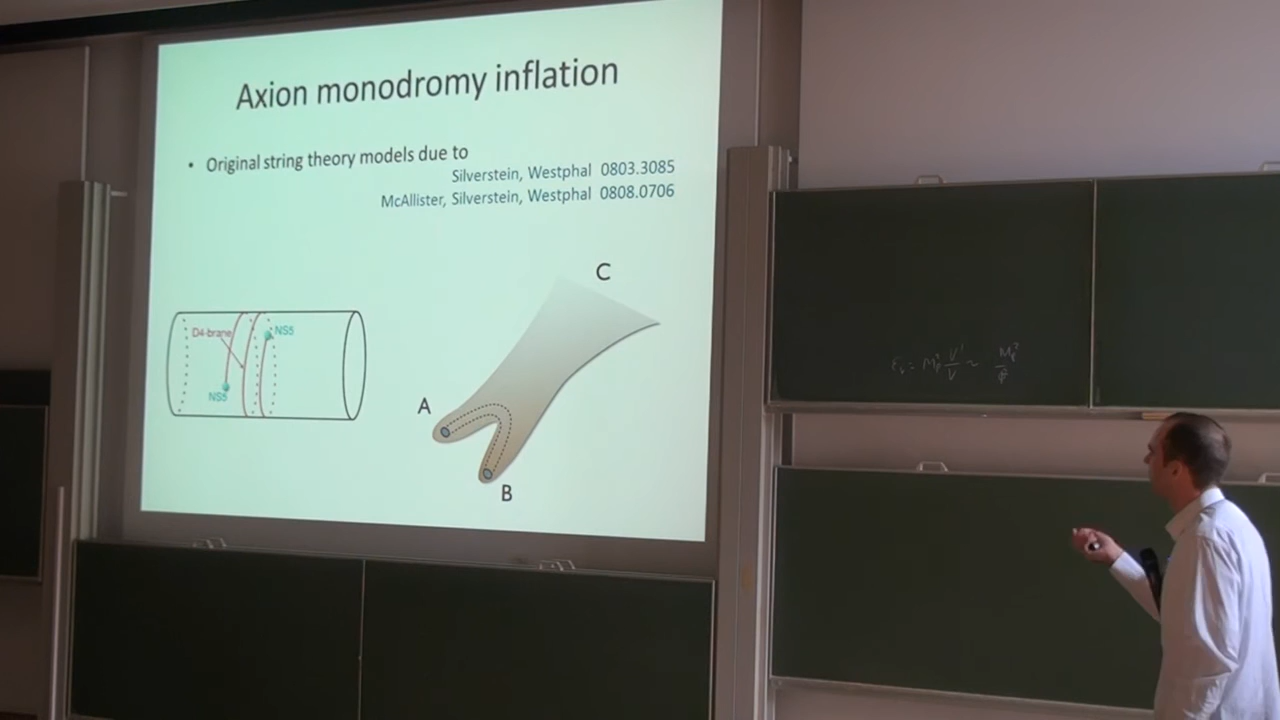 Axion monodromy inflation
• Original string theory models due to
Silverstein, Westphal 0803.3085
McAllister, Silverstein, Westphal 0808.0706
C
D4-brane
NS5
NS5
A
B